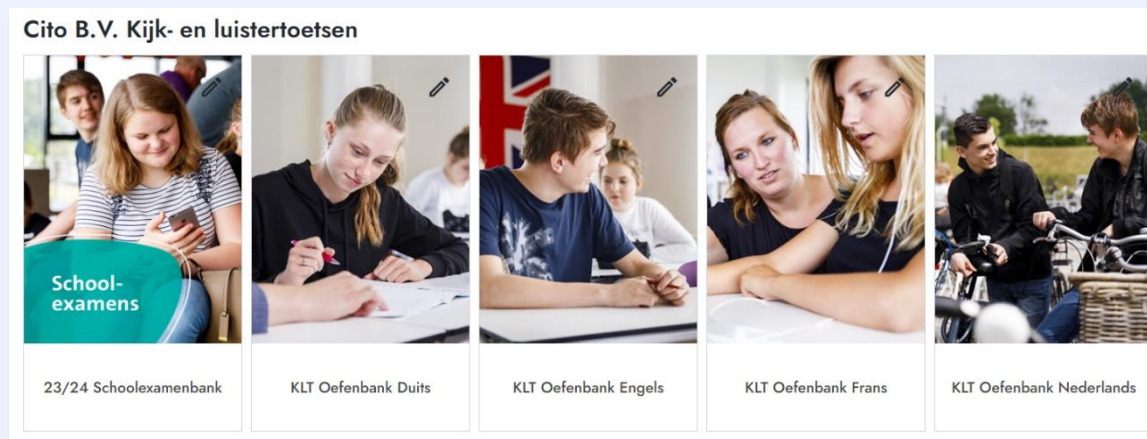 Cito B.V. Kijk- en luistertoetsen
School-
examens
23/24 Schoolexamenbank
KLT Oefenbank Duits
KLT Oefenbank Engels
KLT Oefenbank Frans
KLT Oefenbank Nederlands